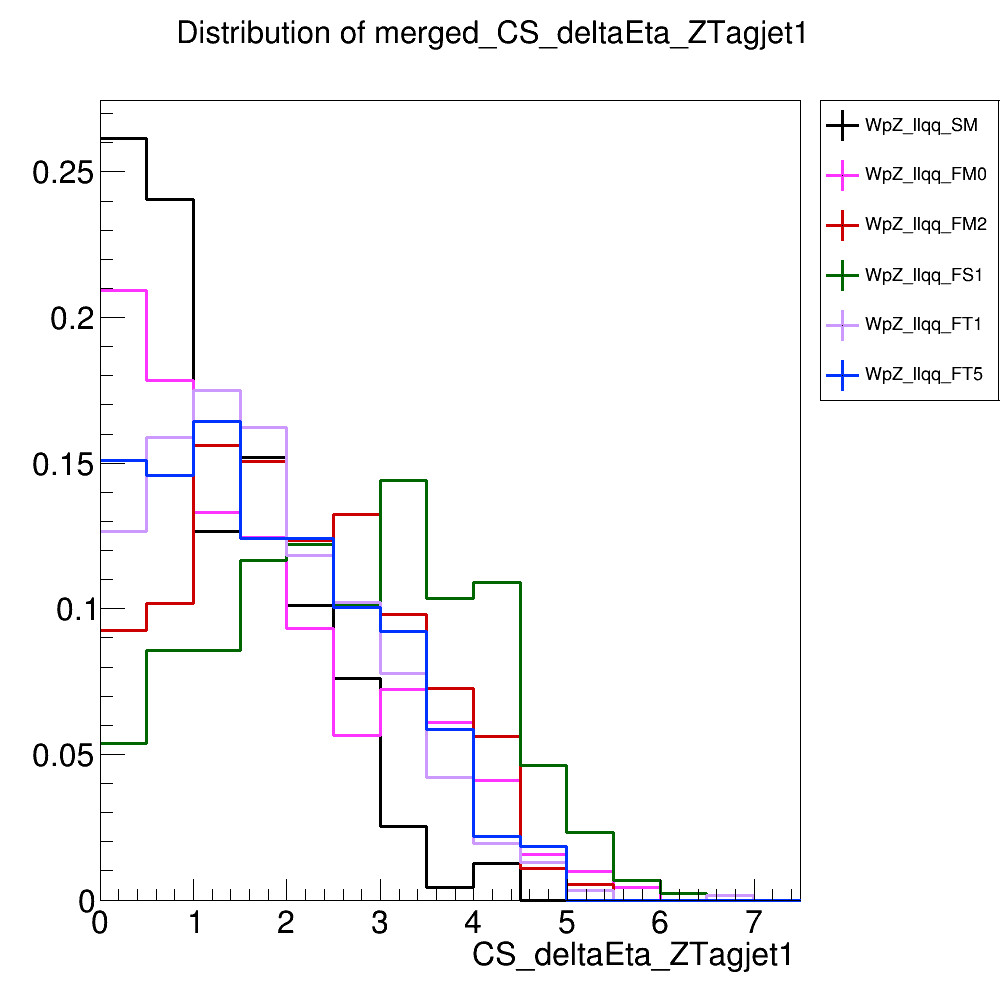 Distribution of merged_CS_deltaEta_ZTagjet1
WpZ_llqq_SM
WpZ_llqq_FM0
WpZ_llqq_FM2
WpZ_llqq_FS1
WpZ_llqq_FT1
WpZ_llqq_FT5
0.25
0.2
0.15
0.1
0.05
0
0 1 2 3 4 5 6 7
CS_deltaEta_ZTagjet1